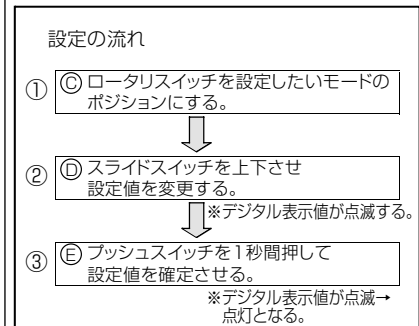 設定の流れ
① Ⓒ ロータリスイッチを設定したいモードの
ポジションにする。
② Ⓓ スライドスイッチを上下させ
設定値を変更する。
※デジタル表示値が点滅する。
③ Ⓔ プッシュスイッチを1秒間押して
設定値を確定させる。
※デジタル表示値が点滅→
点灯となる。